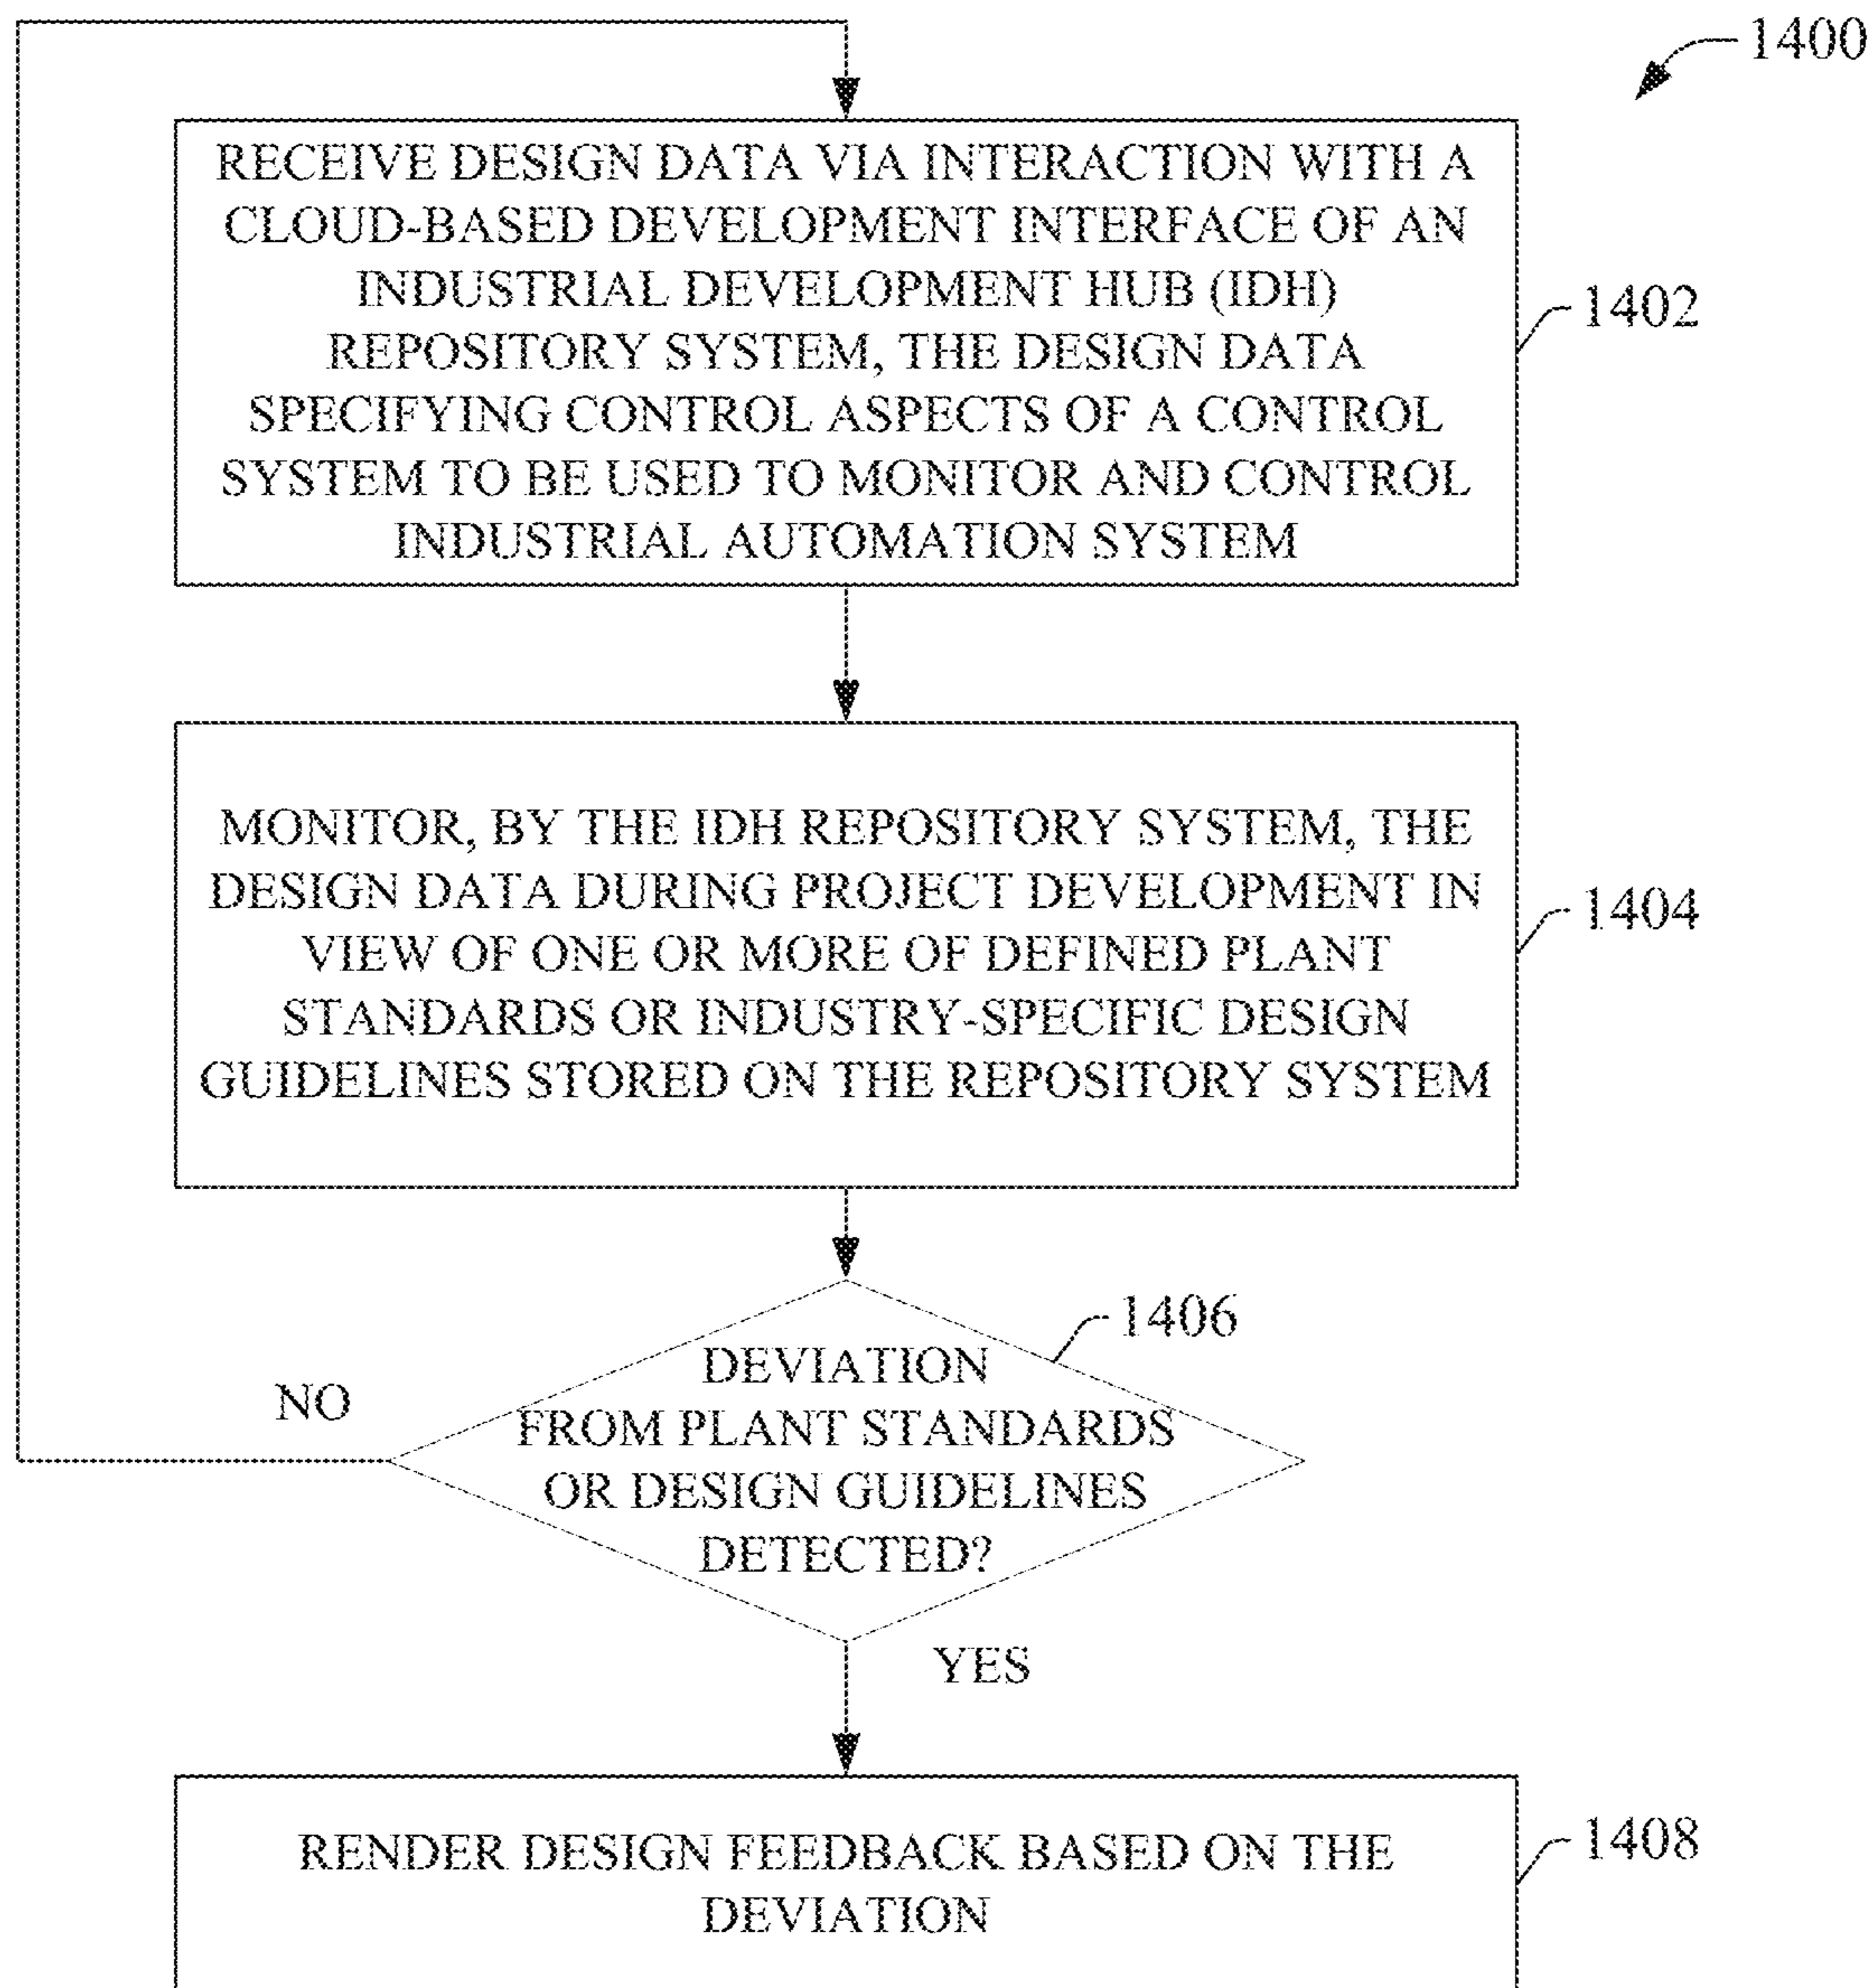 1400
RECEIVE DESIGN DATA VIA INTERACTION WITH A
CLOUD-BASED DEVELOPMENT INTERFACE OF AN
INDUSTRIAL DEVELOPMENT HUB (IDH)
REPOSITORY SYSTEM, THE DESIGN DATA
SPECIFYING CONTROL ASPECTS OF A CONTROL
SYSTEM TO BE USED TO MONITOR AND CONTROL
INDUSTRIAL AUTOMATION SYSTEM
1402
MONITOR, BY THE IDH REPOSITORY SYSTEM, THE
DESIGN DATA DURING PROJECT DEVELOPMENT IN
VIEW OF ONE OR MORE OF DEFINED PLANT
STANDARDS OR INDUSTRY-SPECIFIC DESIGN
GUIDELINES STORED ON THE REPOSITORY SYSTEM
1404
1406
DEVIATION
FROM PLANT STANDARDS
OR DESIGN GUIDELINES
DETECTED?
NO
YES
RENDER DESIGN FEEDBACK BASED ON THE
DEVIATION
1408